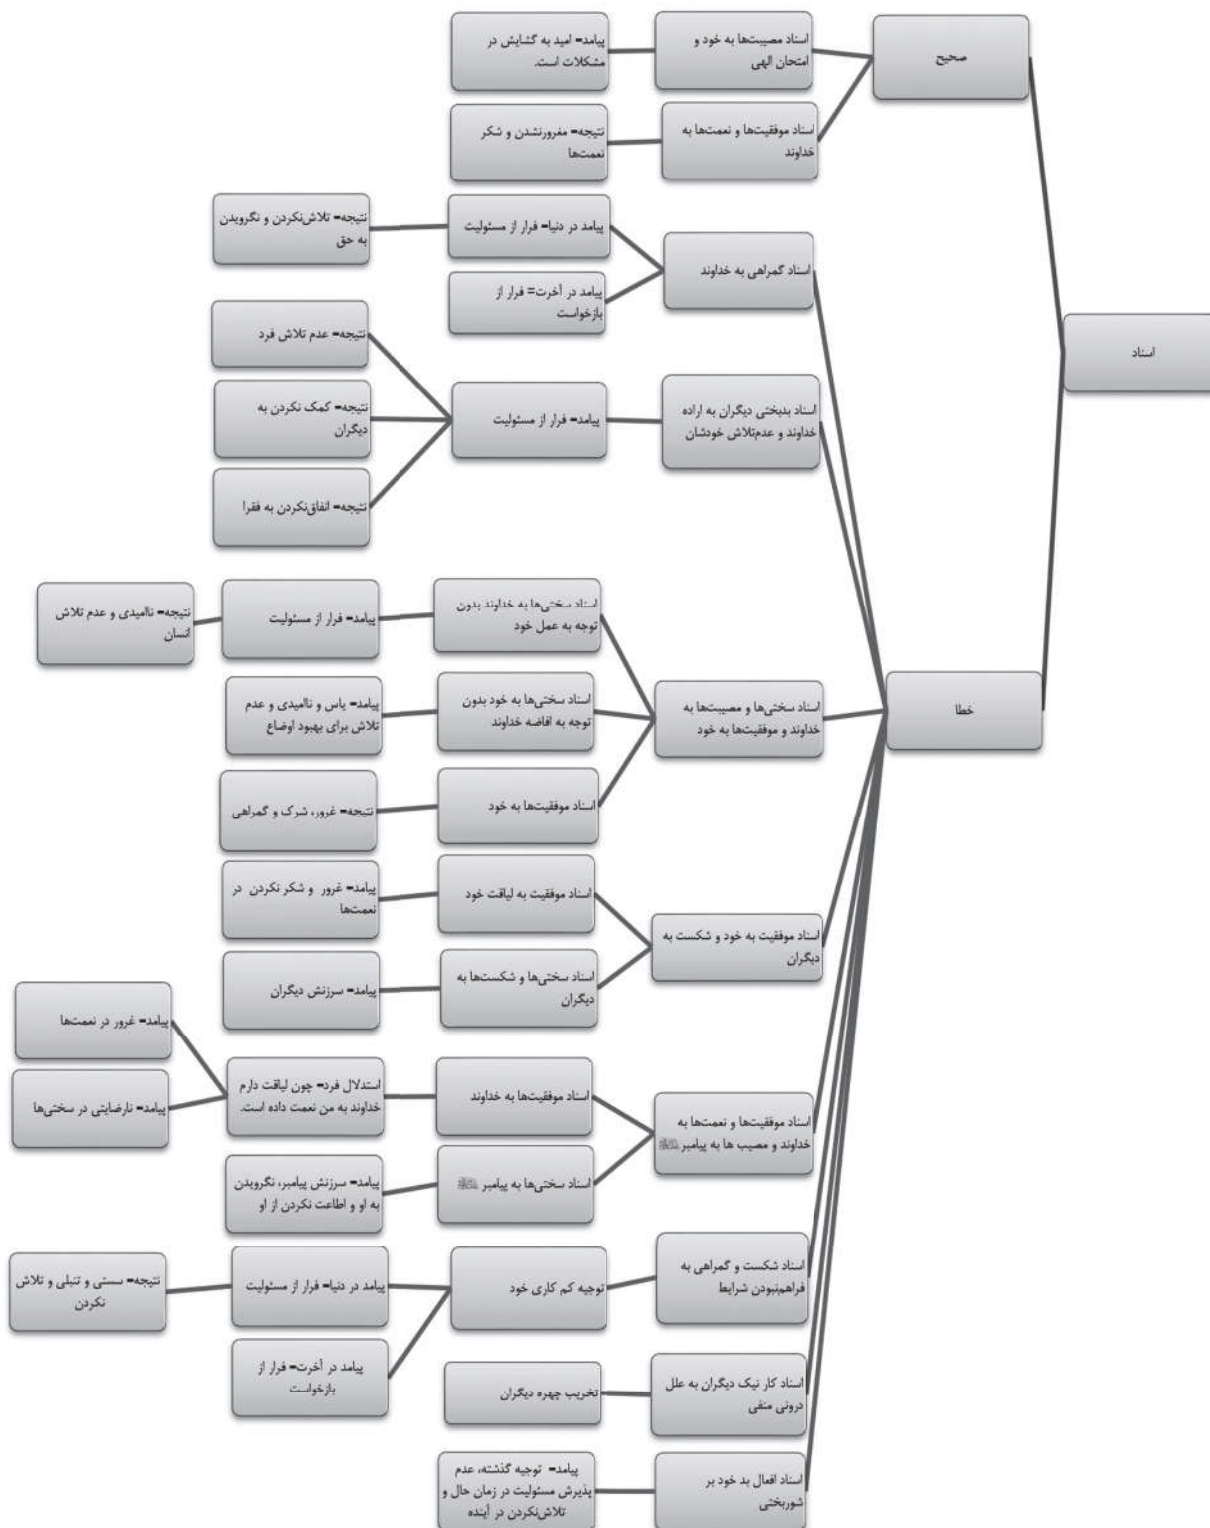 اسناد
صحیح
اسناد مصیبت‌ها به خود و
امتحان الهی
پیامد= امید به گشایش در
مشکلات است.
اسناد موفقیت‌ها و نعمت‌ها به
خداوند
نتیجه= مغرورنشدن و شکر
نعمت‌ها
خطا
اسناد گمراهی به خداوند
پیامد در دنیا= فرار از مسئولیت
نتیجه= تلاش‌نکردن و نگرویدن
به حق
پیامد در آخرت= فرار از
بازخواست
اسناد بدبختی دیگران به اراده
خداوند و عدم‌تلاش خودشان
پیامد= فرار از مسئولیت
نتیجه= عدم تلاش فرد
نتیجه= کمک نکردن به
دیگران
نتیجه= انفاق‌نکردن به فقرا
اسناد سختی‌ها و مصیبت‌ها به
خداوند و موفقیت‌ها به خود
اسناد سختی‌ها به خداوند بدون
توجه به عمل خود
پیامد= فرار از مسئولیت
نتیجه= ناامیدی و عدم تلاش
انسان
اسناد سختی‌ها به خود بدون
توجه به افاضه خداوند
پیامد= یاس و ناامیدی و عدم
تلاش برای بهبود اوضاع
اسناد موفقیت‌ها به خود
نتیجه= غرور، شرک و گمراهی
اسناد موفقیت به خود و شکست به
دیگران
اسناد موفقیت به لیاقت خود
پیامد= غرور و شکر نکردن در
نعمت‌ها
اسناد سختی‌ها و شکست‌ها به
دیگران
پیامد= سرزنش دیگران
اسناد موفقیت‌ها و نعمت‌ها به
خداوند و مصیب ها به پیامبر ﷺ
اسناد موفقیت‌ها به خداوند
استدلال فرد= چون لیاقت دارم
خداوند به من نعمت داده است.
پیامد= غرور در نعمت‌ها
پیامد= نارضایتی در سختی‌ها
اسناد سختی‌ها به پیامبر ﷺ
پیامد= سرزنش پیامبر، نگرویدن
به او و اطاعت نکردن از او
اسناد شکست و گمراهی به
فراهم‌نبودن شرایط
توجیه کم کاری خود
پیامد در دنیا= فرار از مسئولیت
نتیجه= سستی و تنبلی و تلاش
نکردن
پیامد در آخرت= فرار از
بازخواست
اسناد کار نیک دیگران به علل
درونی منفی
تخریب چهره دیگران
اسناد افعال بد خود بر
شوربختی
پیامد= توجیه گذشته، عدم
پذیرش مسئولیت در زمان حال و
تلاش‌نکردن در آینده